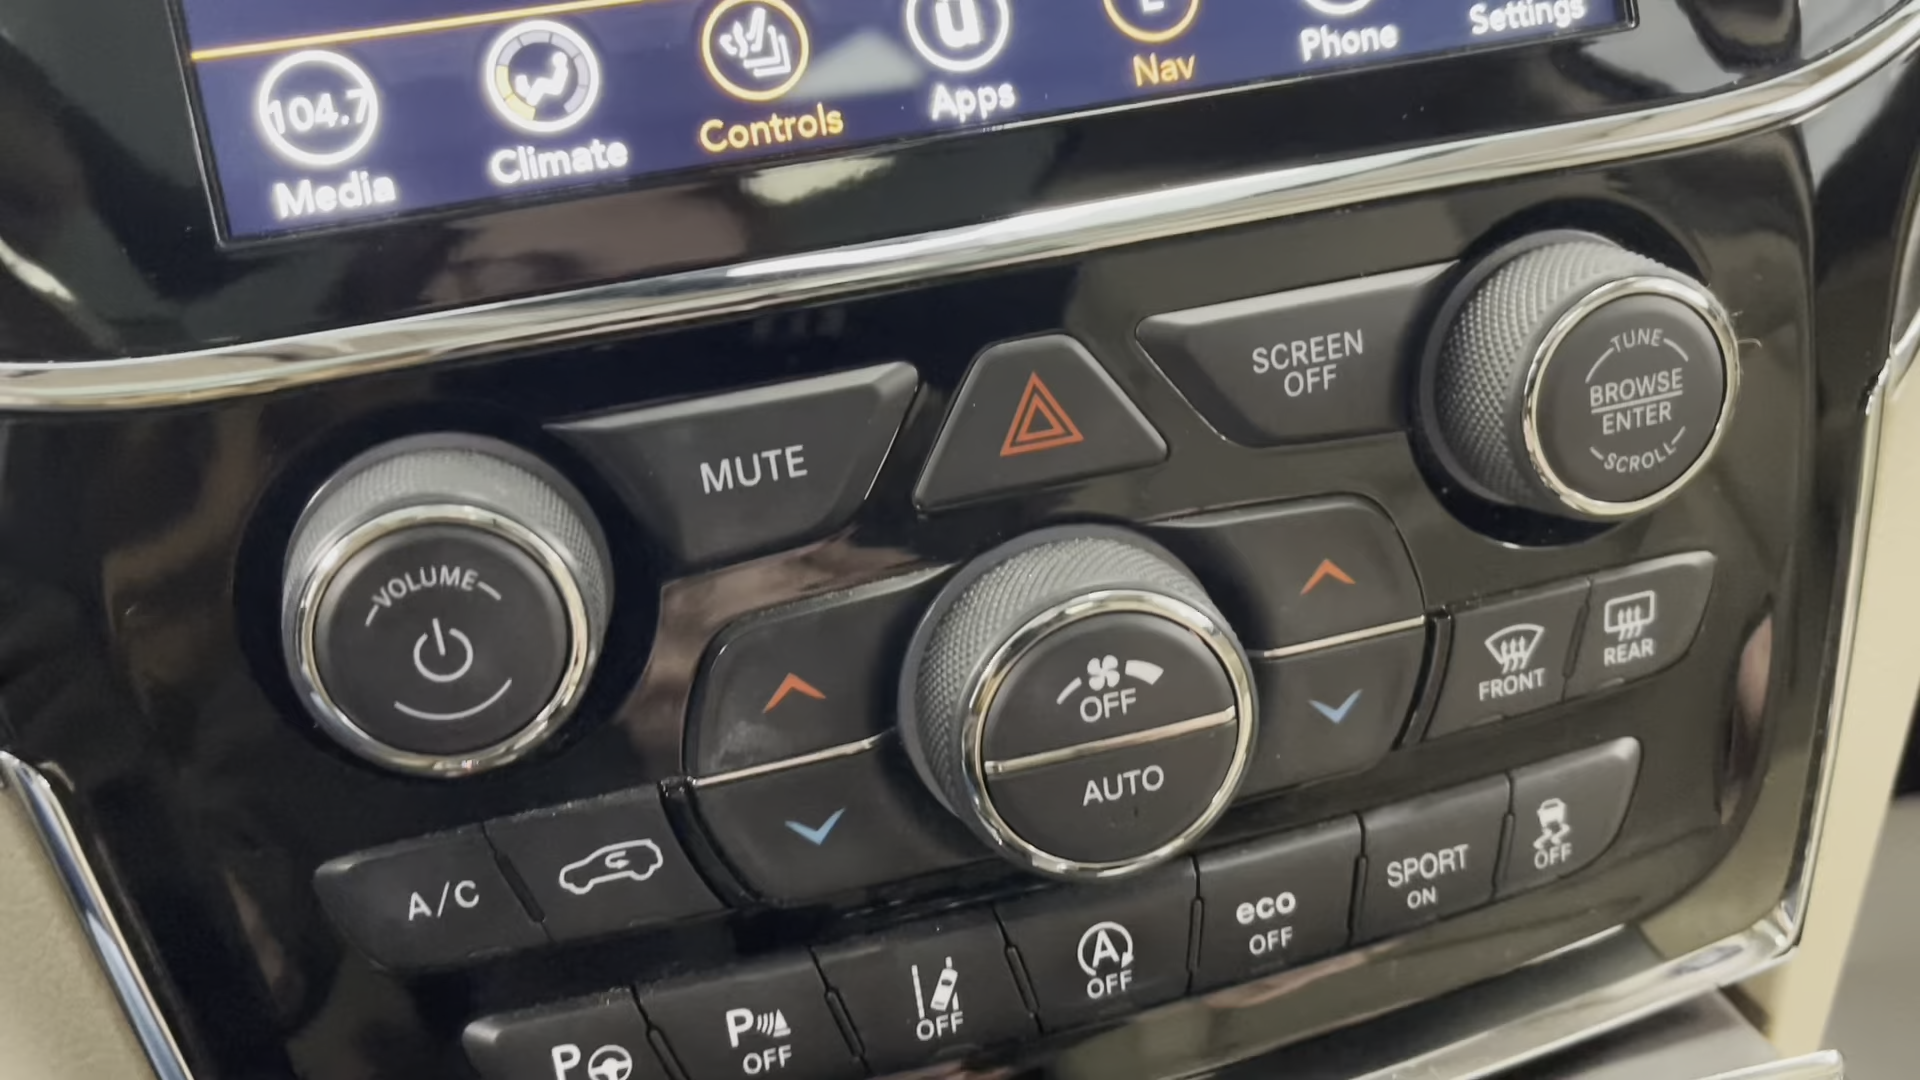 104.7
Media
Climate
Controls
Apps
Nav
Phone
Settings
MUTE
SCREEN
OFF
TUNE
BROWSE
ENTER
SCROLL
VOLUME
OFF
AUTO
FRONT
REAR
A/C
P
P
OFF
OFF
A
OFF
eco
OFF
SPORT
ON
OFF